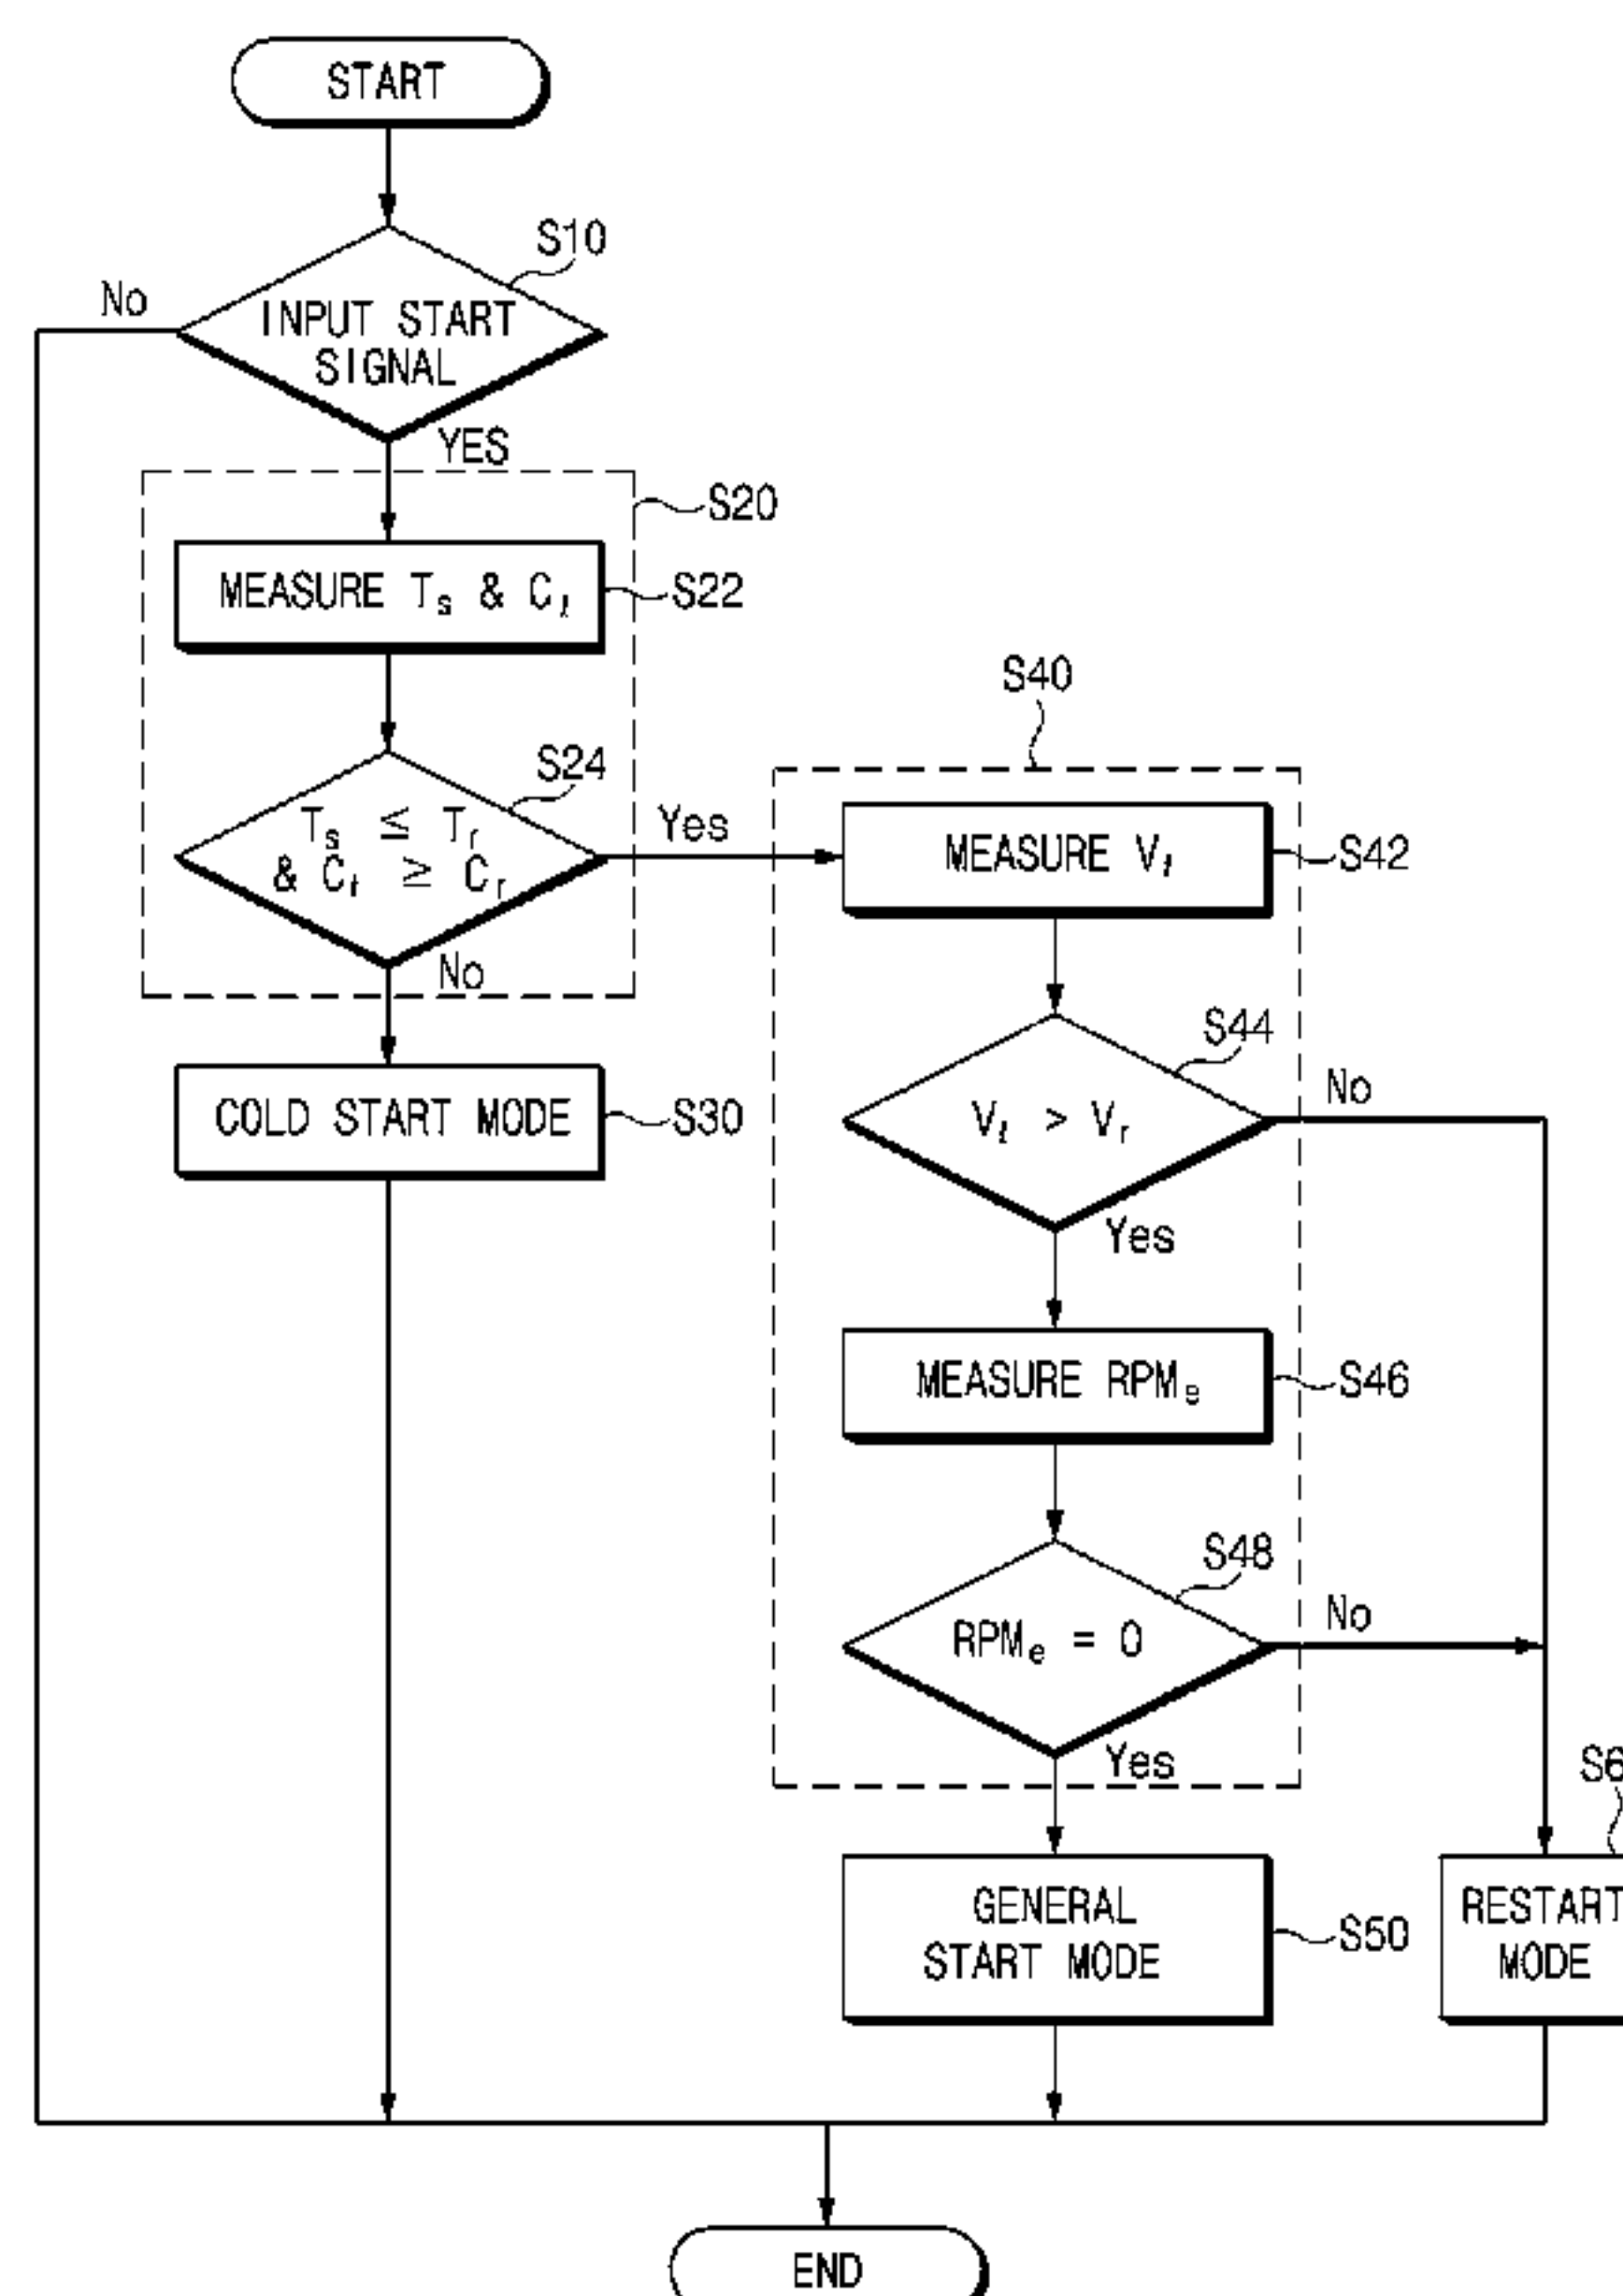 START
S10
No
INPUT START
SIGNAL
YES
S20
MEASURE Ts & Cℓ
S22
S40
S24
Ts ≤ Tr
& Cℓ ≥ Cr
Yes
MEASURE Vℓ
S42
No
S44
COLD START MODE
S30
Vℓ > Vr
No
Yes
MEASURE RPMe
S46
S48
RPMe = 0
No
Yes
GENERAL
START MODE
S50
RESTART
MODE
END